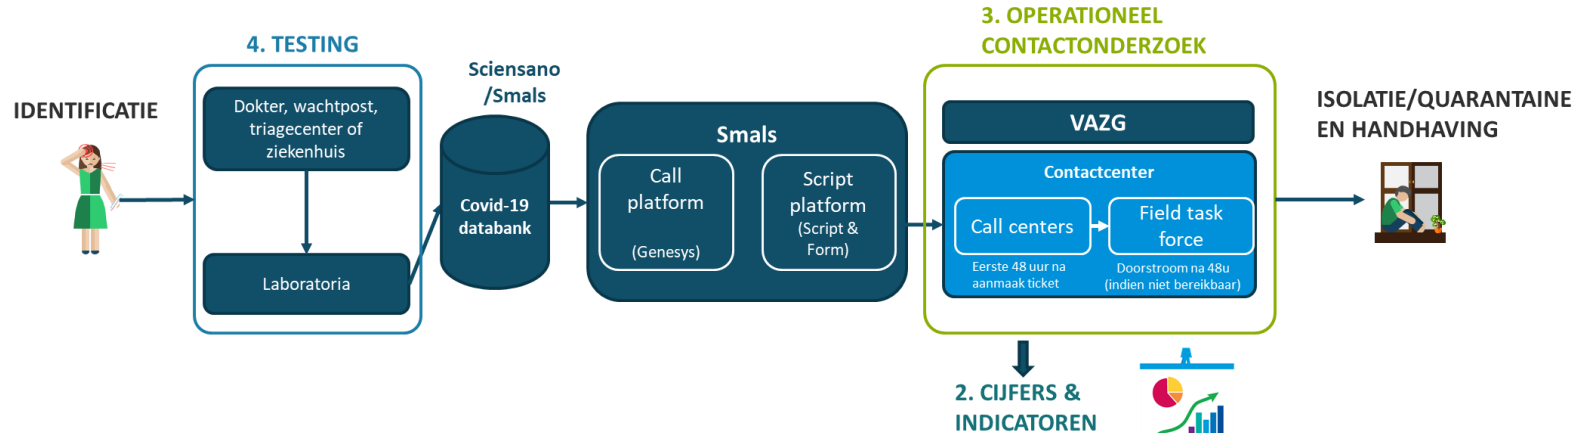 IDENTIFICATIE
4. TESTING
Dokter, wachtpost,
triagecenter of
ziekenhuis
Laboratoria
Sciensano
/Smals
Covid-19
databank
Smals
Call
platform
(Genesys)
Script
platform
(Script &
Form)
3. OPERATIONEEL
CONTACTONDERZOEK
VAZG
Contactcenter
Call centers
Eerste 48 uur na
aanmaak ticket
Field task
force
Doorstroom na 48u
(indien niet bereikbaar)
2. CIJFERS &
INDICATOREN
ISOLATIE/QUARANTAINE
EN HANDHAVING